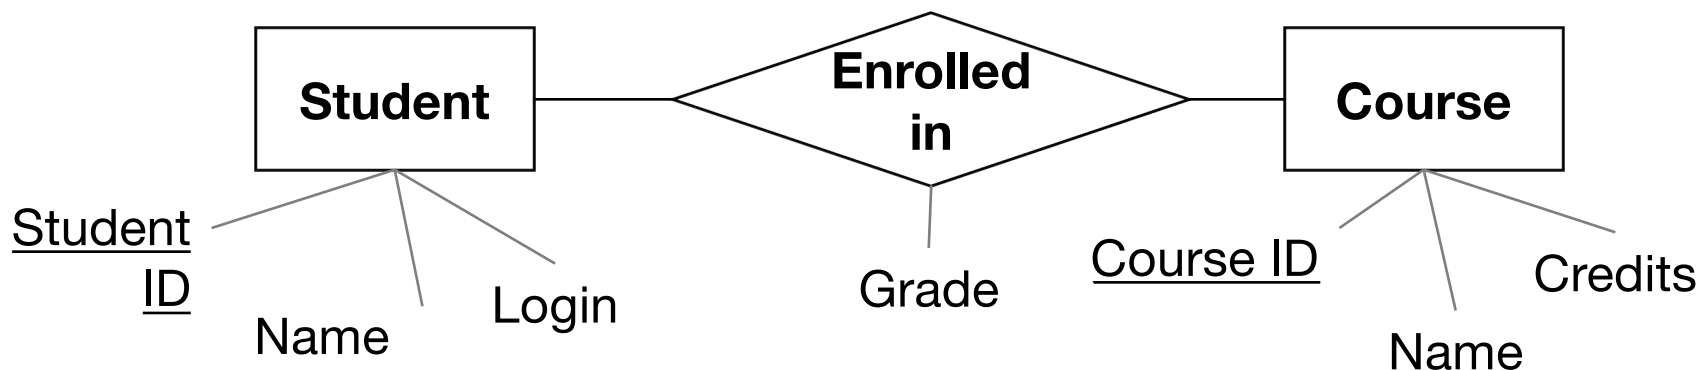 Student
Enrolled
in
Course
Student
ID
Name
Login
Grade
Course ID
Name
Credits